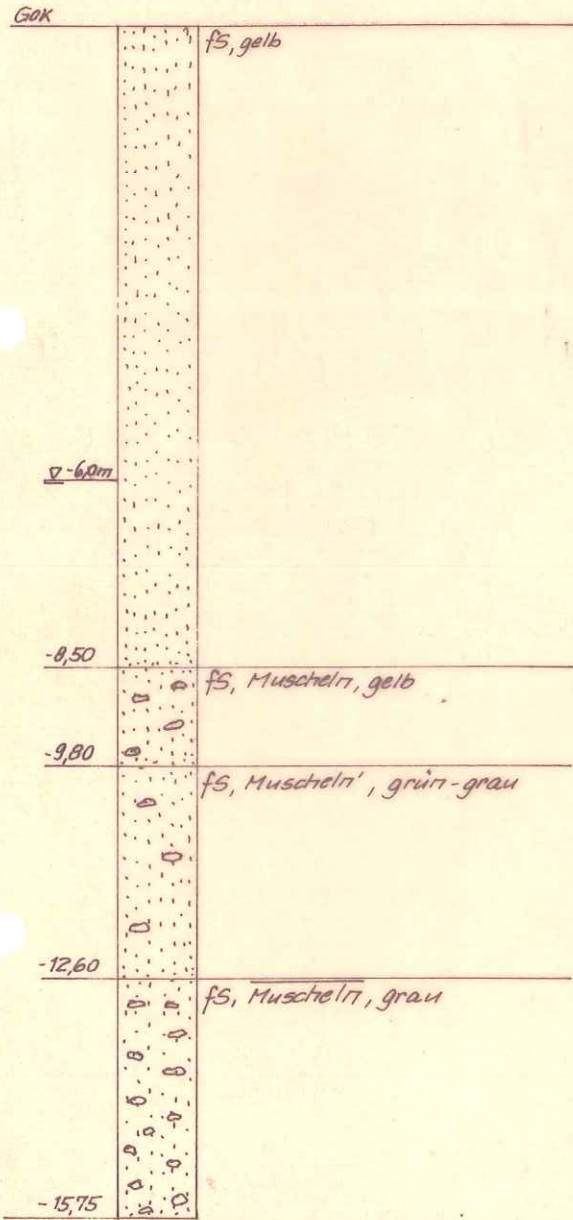 GOK
fS, gelb
▽ -6,0m
-8,50
fS, Muscheln, gelb
-9,80
fS, Muscheln', grün-grau
-12,60
fS, Muscheln, grau
-15,75